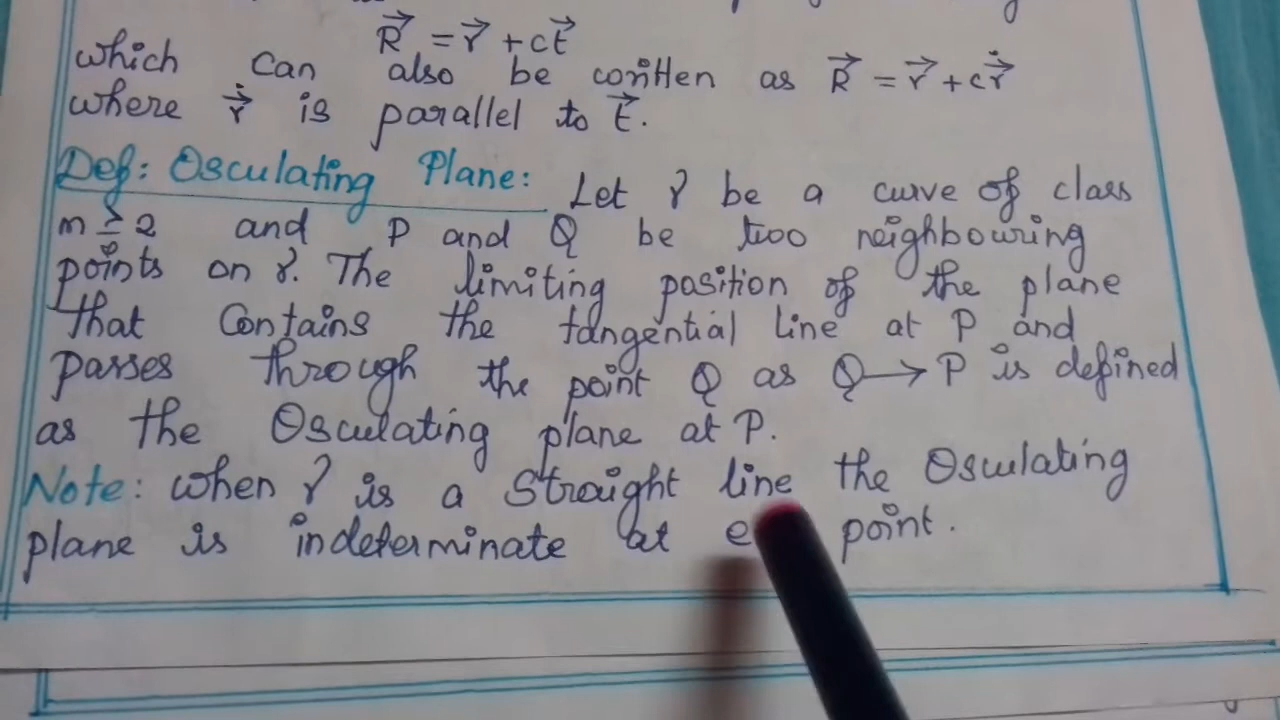 R⃗ = r⃗ + ct⃗
which can also be written as R⃗ = r⃗ + cṙ⃗
where ṙ⃗ is parallel to t⃗.
Def: Osculating Plane: Let γ be a curve of class
m ≥ 2 and P and Q be two neighbouring
points on γ. The limiting position of the plane
that contains the tangential line at P and
passes through the point Q as Q → P is defined
as the Osculating plane at P.
Note: when γ is a straight line the Osculating
plane is indeterminate at point.